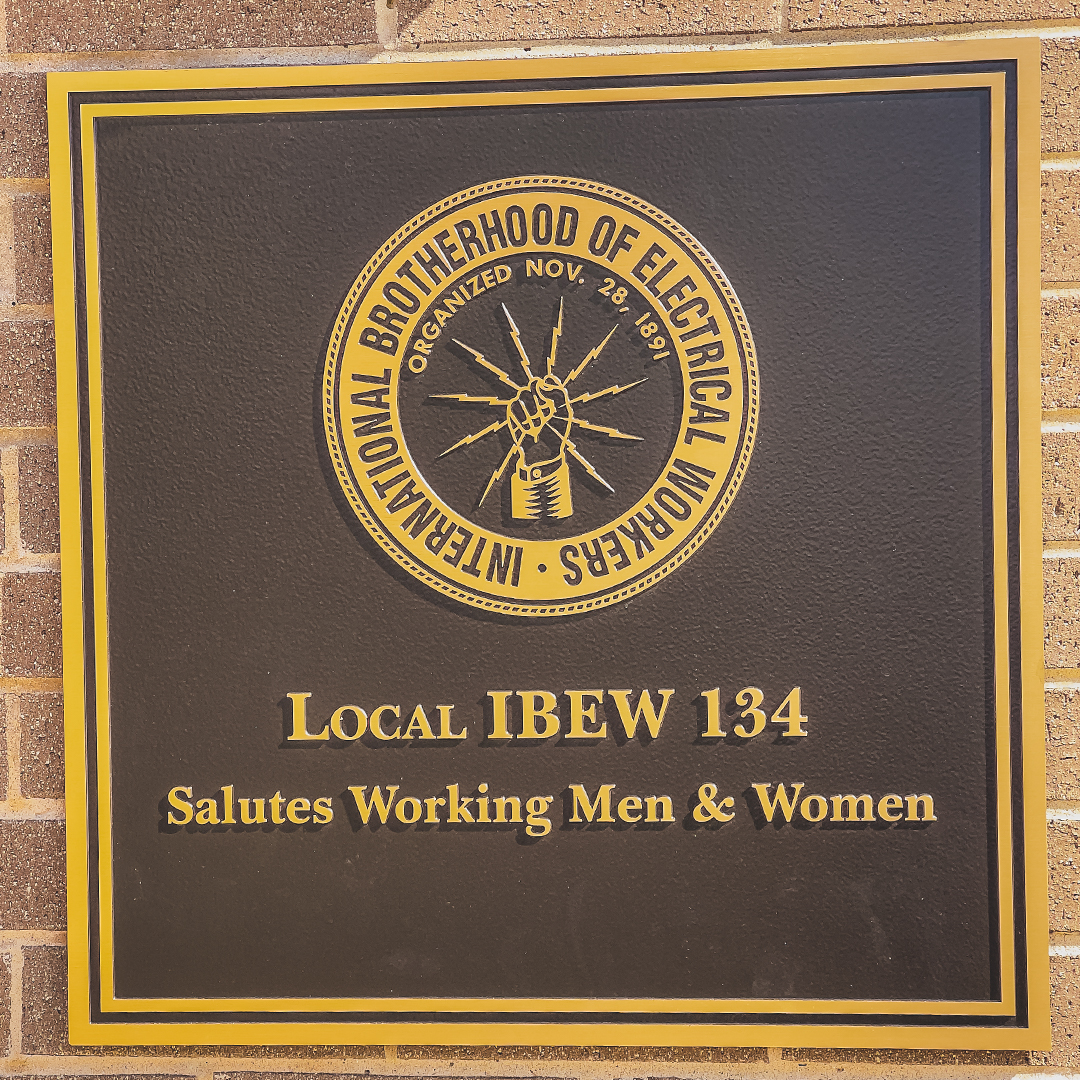 INTERNATIONAL BROTHERHOOD OF ELECTRICAL WORKERS ·
ORGANIZED NOV. 28, 1891
LOCAL IBEW 134
Salutes Working Men & Women